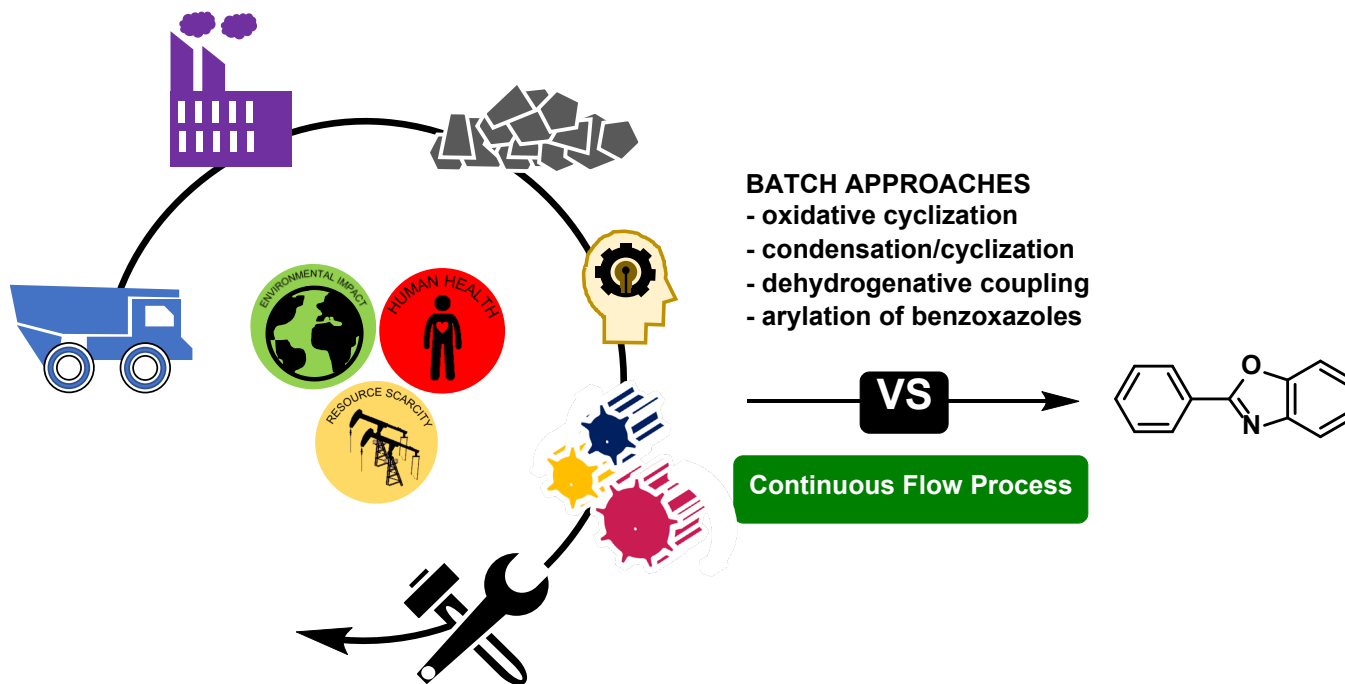 ENVIRONMENTAL IMPACT
HUMAN HEALTH
RESOURCE SCARCITY
BATCH APPROACHES
- oxidative cyclization
- condensation/cyclization
- dehydrogenative coupling
- arylation of benzoxazoles
VS
Continuous Flow Process
O
N